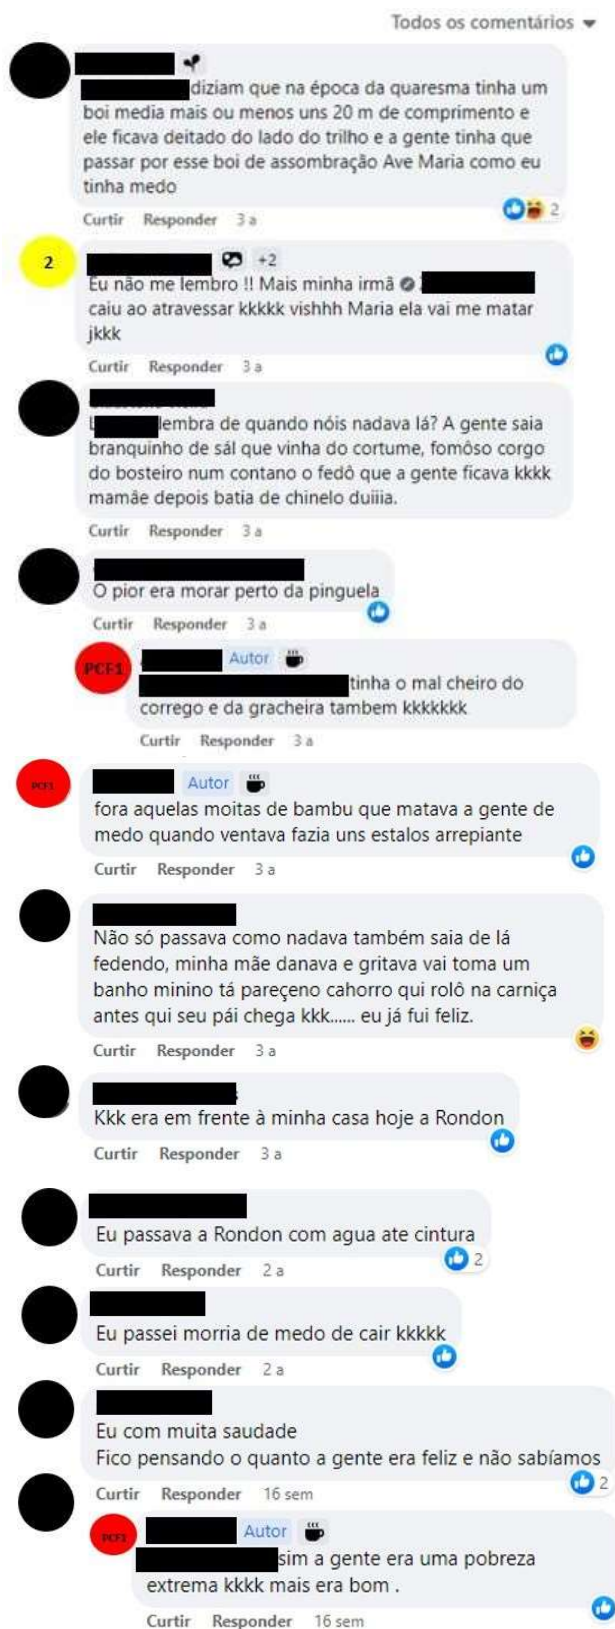 Todos os comentários
diziam que na época da quaresma tinha um
boi media mais ou menos uns 20 m de comprimento e
ele ficava deitado do lado do trilho e a gente tinha que
passar por esse boi de assombração Ave Maria como eu
tinha medo
2
Curtir Responder 3 a
2
+2
Eu não me lembro !! Mais minha irmã
caiu ao atravessar kkkkk vishhh Maria ela vai me matar
jkkk
Curtir Responder 3 a
lembra de quando nóis nadava lá? A gente saia
branquinho de sál que vinha do cortume, fomôso corgo
do bosteiro num contano o fedô que a gente ficava kkkk
mamãe depois batia de chinelo duiiia.
Curtir Responder 3 a
O pior era morar perto da pinguela
Curtir Responder 3 a
PCF1
Autor
tinha o mal cheiro do
corrego e da gracheira tambem kkkkkkk
Curtir Responder 3 a
PCF1
Autor
fora aquelas moitas de bambu que matava a gente de
medo quando ventava fazia uns estalos arrepiante
Curtir Responder 3 a
Não só passava como nadava também saia de lá
fedendo, minha mãe danava e gritava vai toma um
banho minino tá pareçeno cahorro qui rolô na carniça
antes qui seu pái chega kkk...... eu já fui feliz.
Curtir Responder 3 a
Kkk era em frente à minha casa hoje a Rondon
Curtir Responder 3 a
Eu passava a Rondon com agua ate cintura
2
Curtir Responder 2 a
Eu passei morria de medo de cair kkkkk
Curtir Responder 2 a
Eu com muita saudade
Fico pensando o quanto a gente era feliz e não sabíamos
2
Curtir Responder 16 sem
Autor
sim a gente era uma pobreza
extrema kkkk mais era bom .
Curtir Responder 16 sem